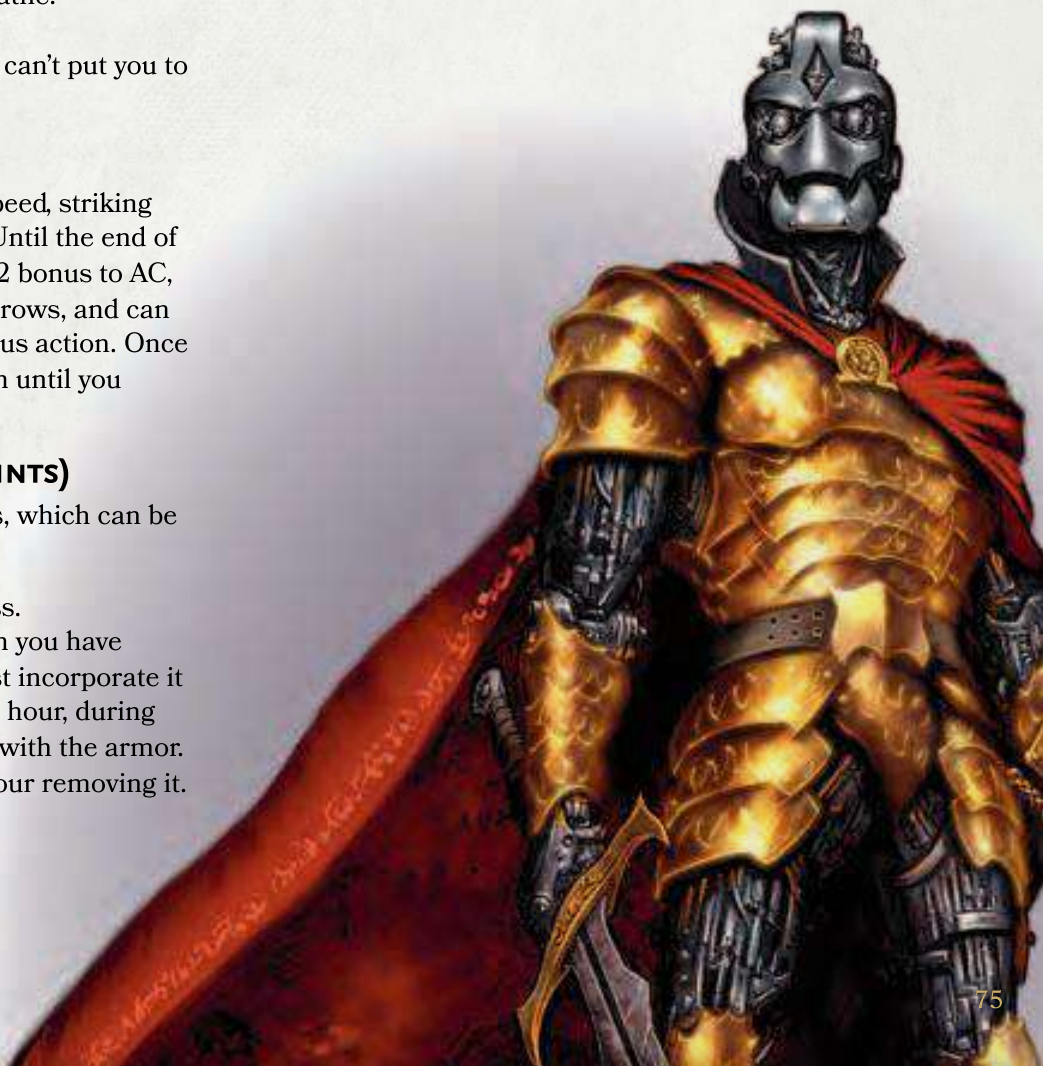 can't put you to
peed, striking
Until the end of
2 bonus to AC,
rows, and can
us action. Once
n until you
INTS)
s, which can be
s.
n you have
st incorporate it
hour, during
with the armor.
our removing it.
75